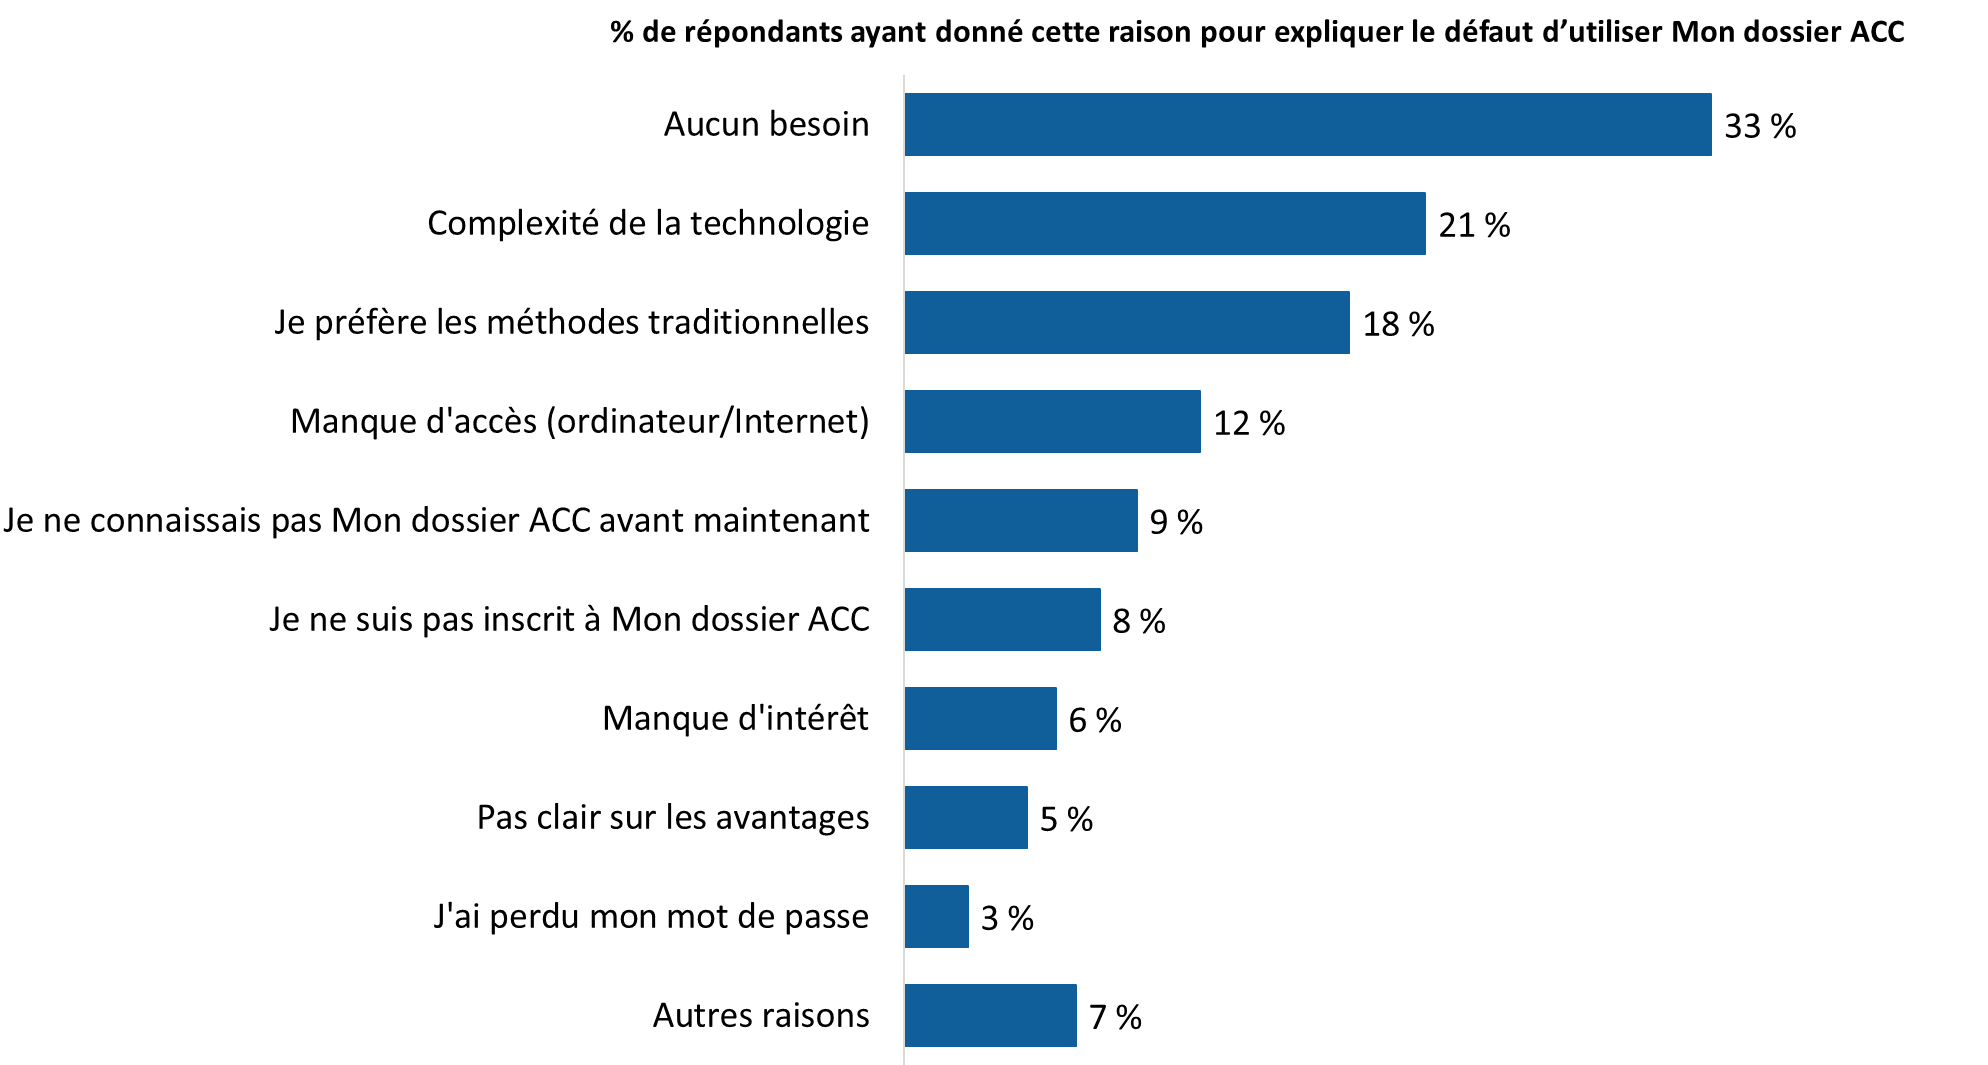 % de répondants ayant donné cette raison pour expliquer le défaut d’utiliser Mon dossier ACC
Aucun besoin 33 %
Complexité de la technologie 21 %
Je préfère les méthodes traditionnelles 18 %
Manque d'accès (ordinateur/Internet) 12 %
Je ne connaissais pas Mon dossier ACC avant maintenant 9 %
Je ne suis pas inscrit à Mon dossier ACC 8 %
Manque d'intérêt 6 %
Pas clair sur les avantages 5 %
J'ai perdu mon mot de passe 3 %
Autres raisons 7 %